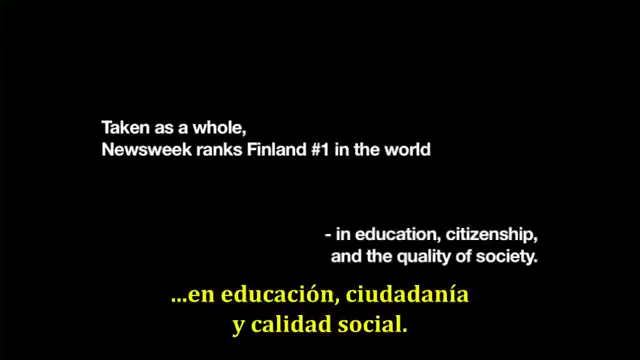 Taken as a whole,
Newsweek ranks Finland #1 in the world
- in education, citizenship,
and the quality of society.
...en educación, ciudadanía
y calidad social.